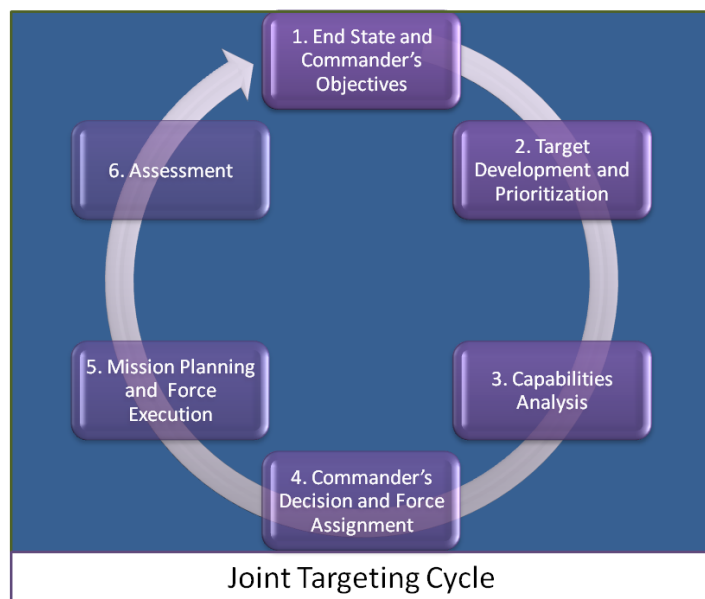 1. End State and
Commander's
Objectives
2. Target
Development and
Prioritization
3. Capabilities
Analysis
4. Commander's
Decision and Force
Assignment
5. Mission Planning
and Force
Execution
6. Assessment
Joint Targeting Cycle